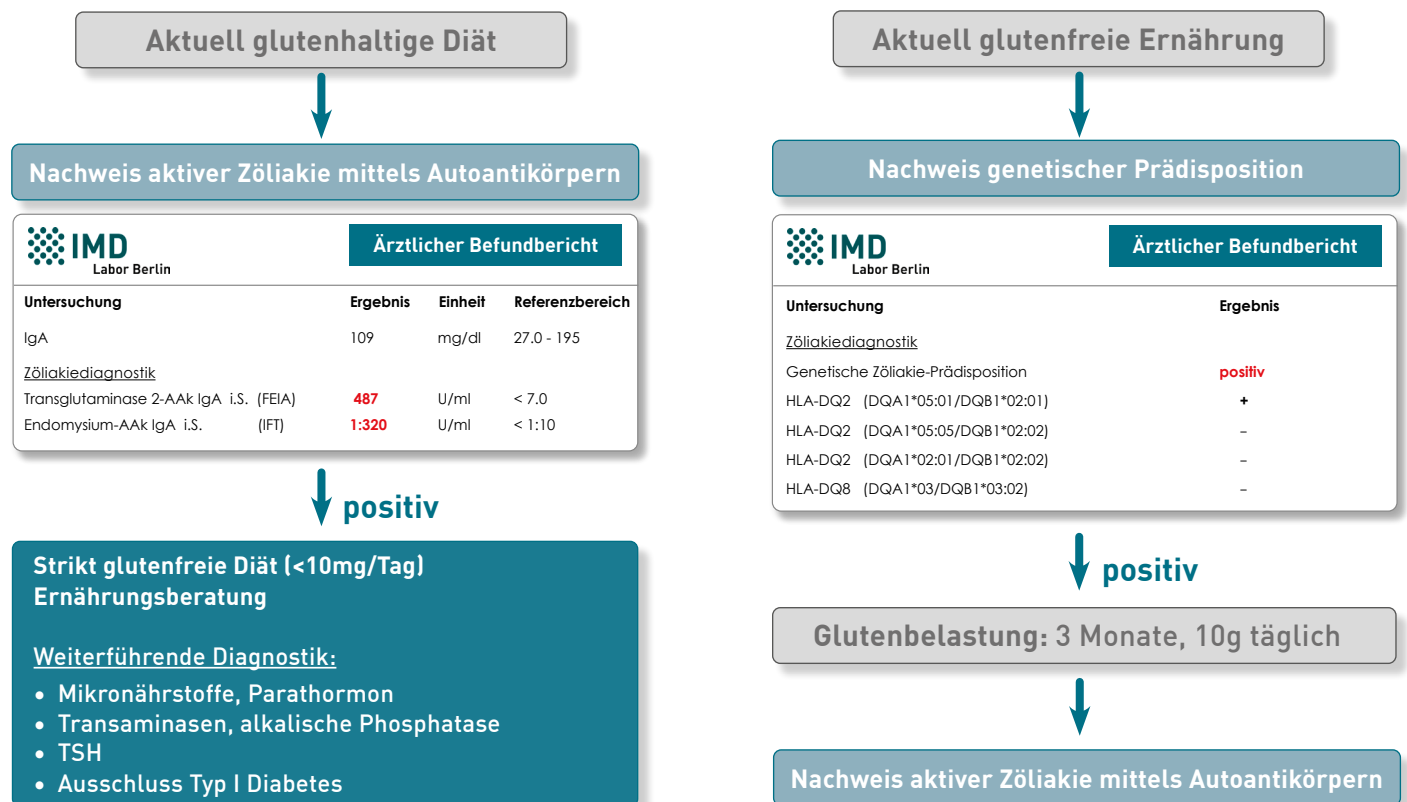 Aktuell glutenhaltige Diät
Nachweis aktiver Zöliakie mittels Autoantikörpern
IMD
Labor Berlin
Ärztlicher Befundbericht
Untersuchung Ergebnis Einheit Referenzbereich
IgA 109 mg/dl 27.0 - 195
Zöliakiediagnostik
Transglutaminase 2-AAk IgA i.S. (FEIA) 487 U/ml < 7.0
Endomysium-AAk IgA i.S. (IFT) 1:320 U/ml < 1:10
positiv
Strikt glutenfreie Diät (<10mg/Tag)
Ernährungsberatung
Weiterführende Diagnostik:
• Mikronährstoffe, Parathormon
• Transaminasen, alkalische Phosphatase
• TSH
• Ausschluss Typ I Diabetes
Aktuell glutenfreie Ernährung
Nachweis genetischer Prädisposition
IMD
Labor Berlin
Ärztlicher Befundbericht
Untersuchung Ergebnis
Zöliakiediagnostik
Genetische Zöliakie-Prädisposition positiv
HLA-DQ2 (DQA1*05:01/DQB1*02:01) +
HLA-DQ2 (DQA1*05:05/DQB1*02:02) –
HLA-DQ2 (DQA1*02:01/DQB1*02:02) –
HLA-DQ8 (DQA1*03/DQB1*03:02) –
positiv
Glutenbelastung: 3 Monate, 10g täglich
Nachweis aktiver Zöliakie mittels Autoantikörpern